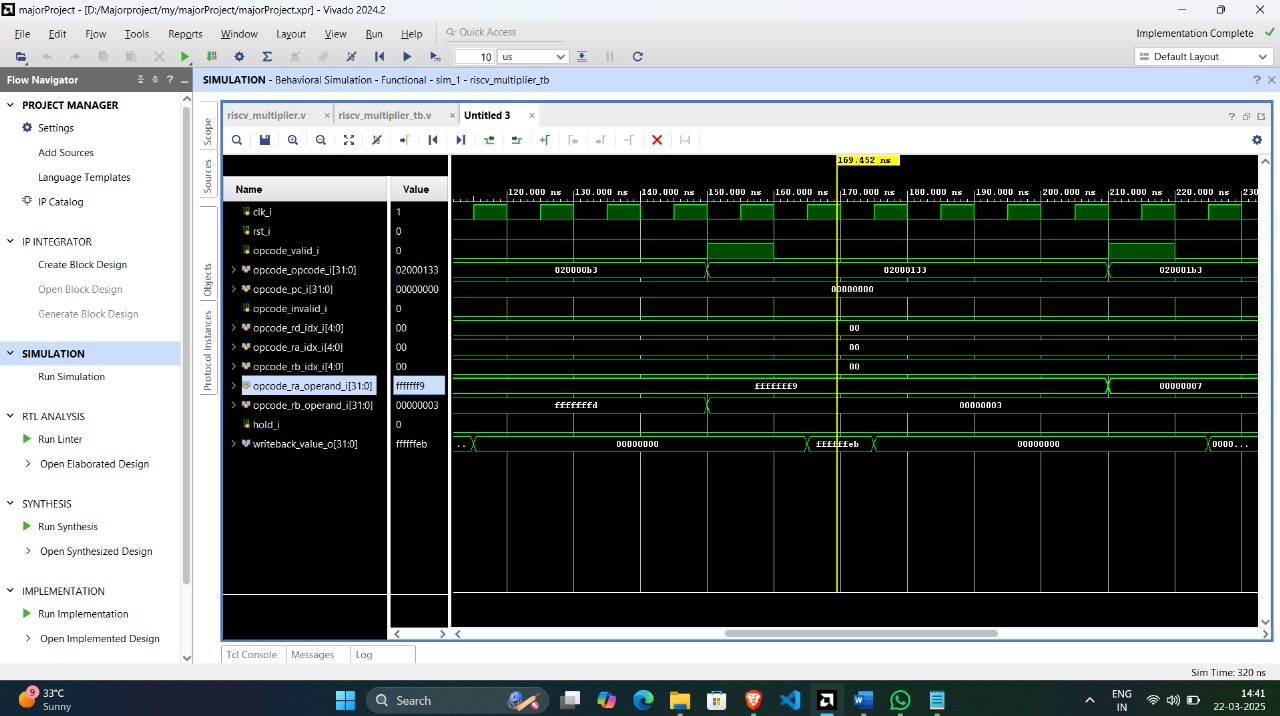 majorProject - [D:/Majorproject/my/majorProject/majorProject.xpr] - Vivado 2024.2
File Edit Flow Tools Reports Window Layout View Run Help Quick Access
Implementation Complete
10 us
Default Layout
Flow Navigator
SIMULATION - Behavioral Simulation - Functional - sim_1 - riscv_multiplier_tb
PROJECT MANAGER
Settings
Add Sources
Language Templates
IP Catalog
IP INTEGRATOR
Create Block Design
Open Block Design
Generate Block Design
SIMULATION
Run Simulation
RTL ANALYSIS
Run Linter
Open Elaborated Design
SYNTHESIS
Run Synthesis
Open Synthesized Design
IMPLEMENTATION
Run Implementation
Open Implemented Design
Scope
Sources
Objects
Protocol Instances
riscv_multiplier.v
riscv_multiplier_tb.v
Untitled 3
169.452 ns
Name Value
120.000 ns 130.000 ns 140.000 ns 150.000 ns 160.000 ns 170.000 ns 180.000 ns 190.000 ns 200.000 ns 210.000 ns 220.000 ns 230
clk_i 1
rst_i 0
opcode_valid_i 0
opcode_opcode_i[31:0] 02000133 020000b3 02000133 020001b3
opcode_pc_i[31:0] 00000000 00000000
opcode_invalid_i 0
opcode_rd_idx_i[4:0] 00 00
opcode_ra_idx_i[4:0] 00 00
opcode_rb_idx_i[4:0] 00 00
opcode_ra_operand_i[31:0] fffffff9 fffffff9 00000007
opcode_rb_operand_i[31:0] 00000003 fffffffd 00000003
hold_i 0
writeback_value_o[31:0] ffffffeb .. 00000000 ffffffeb 00000000 0000...
Tcl Console Messages Log
Sim Time: 320 ns
9
33°C
Sunny
Search
ENG
IN
14:41
22-03-2025